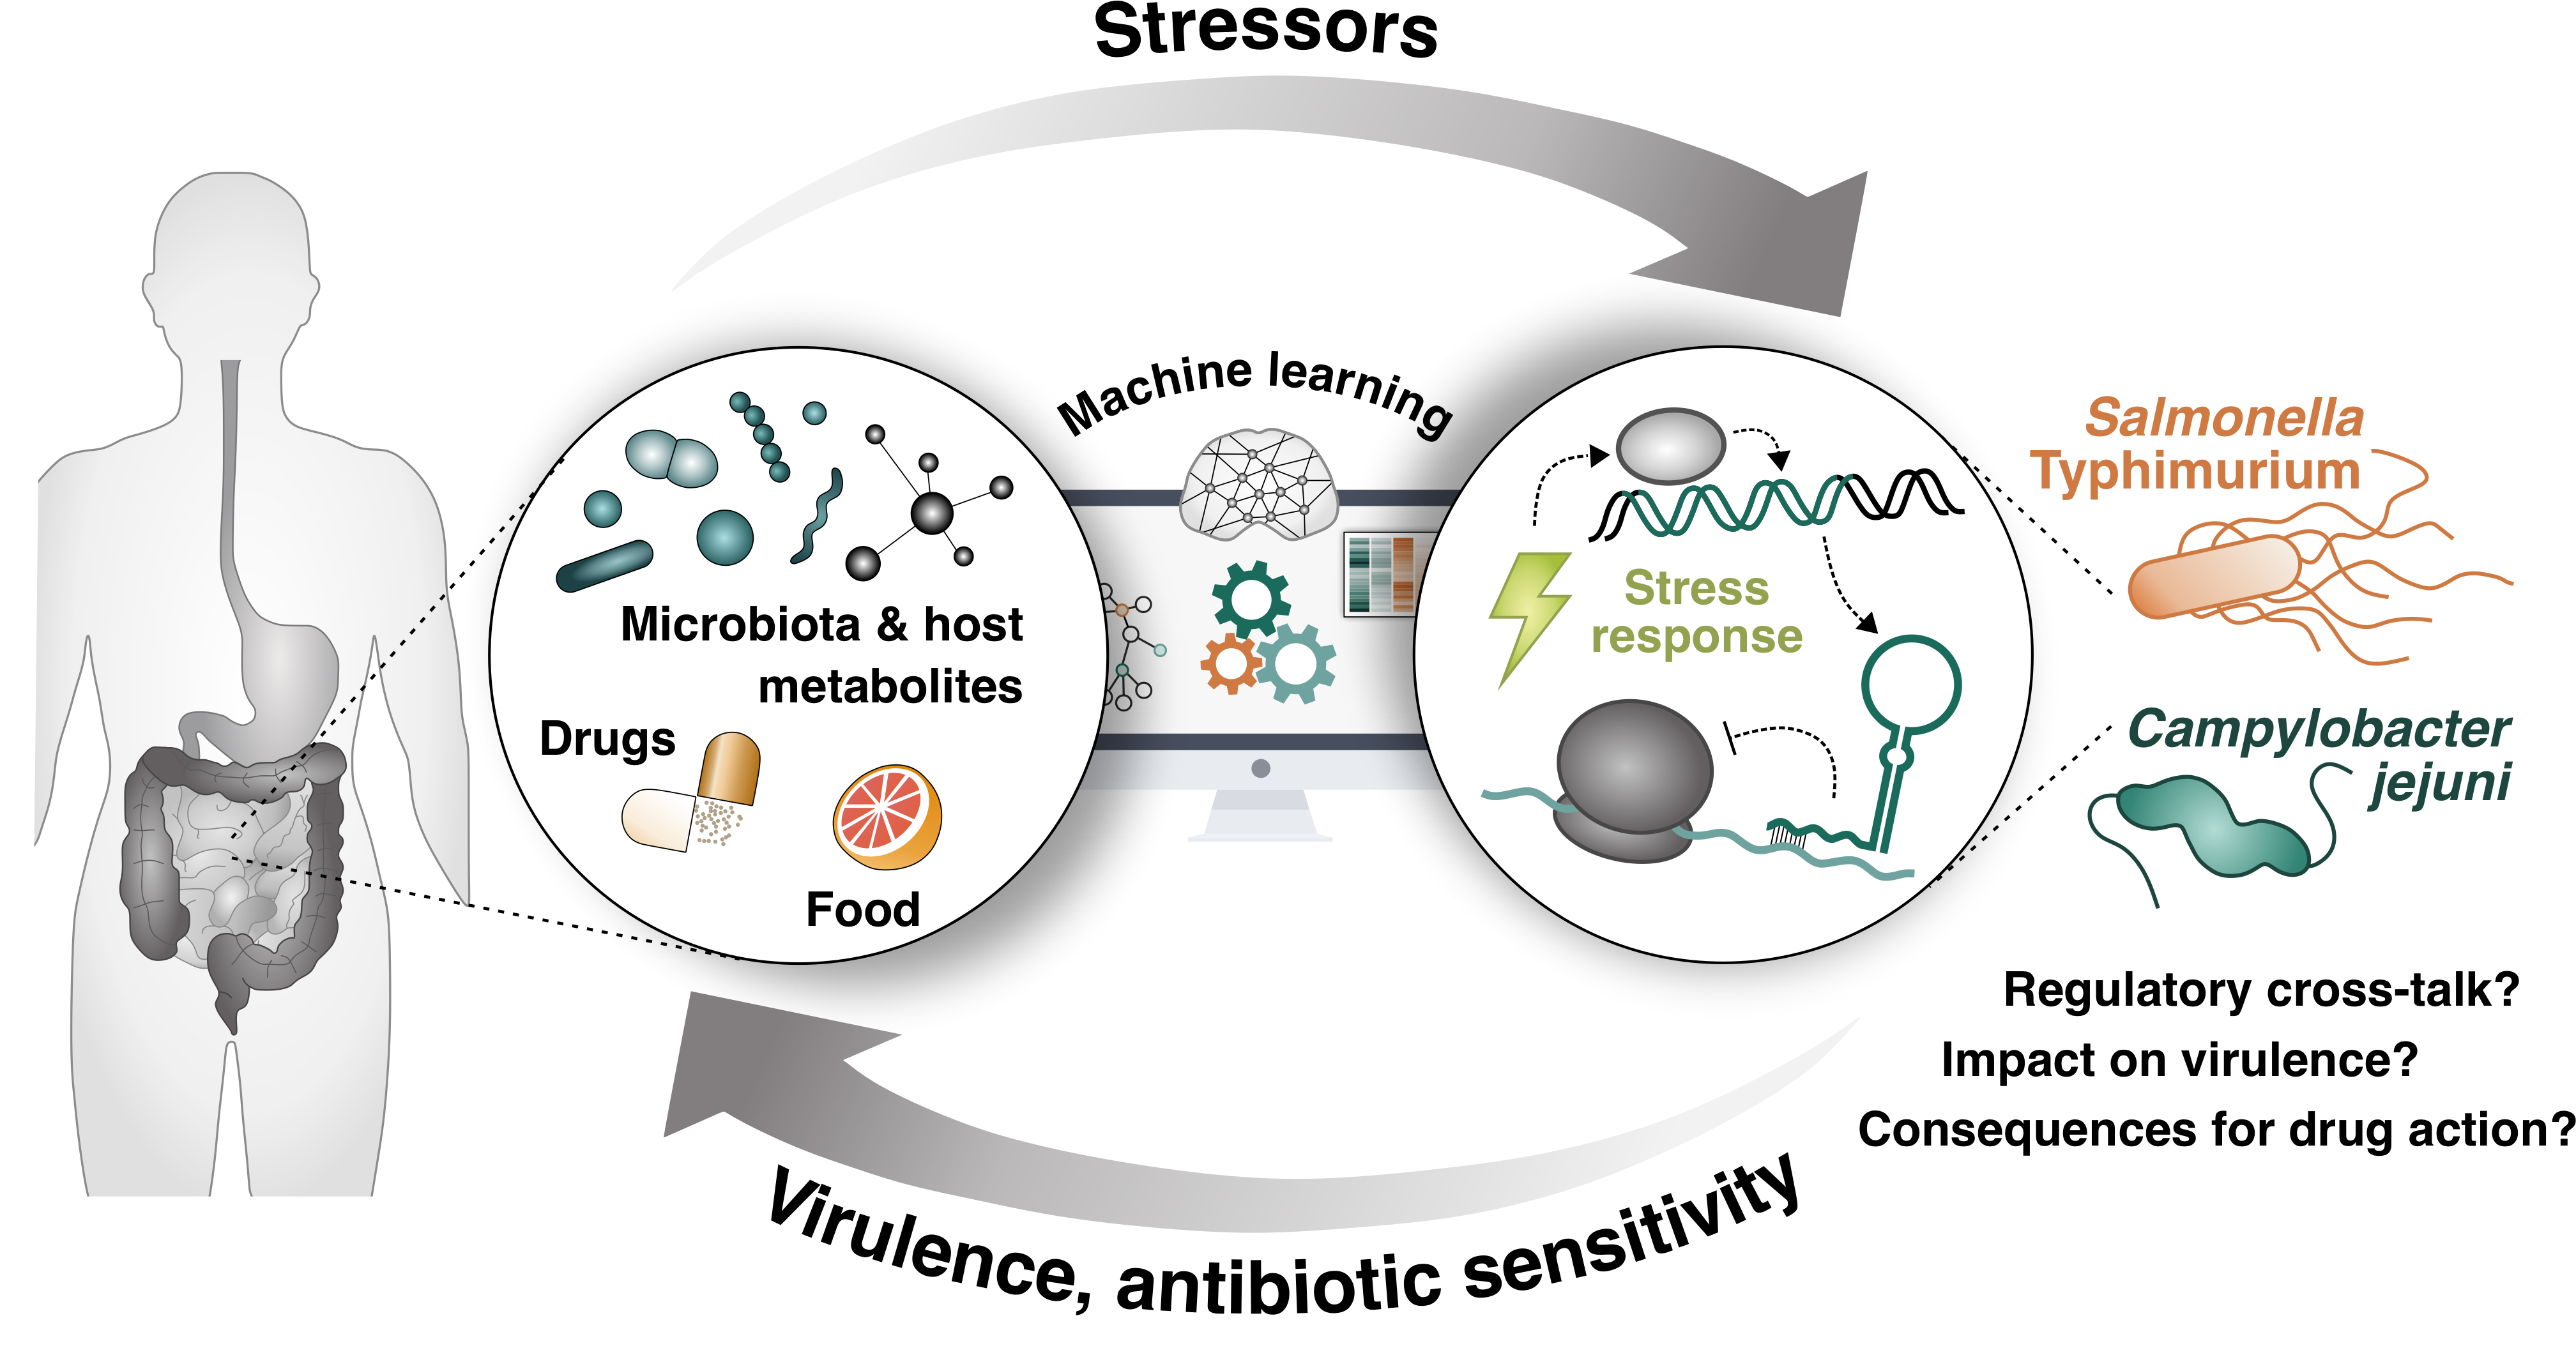 Stressors
Machine learning
Microbiota & host
metabolites
Drugs
Food
Stress
response
Salmonella
Typhimurium
Campylobacter
jejuni
Regulatory cross-talk?
Impact on virulence?
Consequences for drug action?
Virulence, antibiotic sensitivity